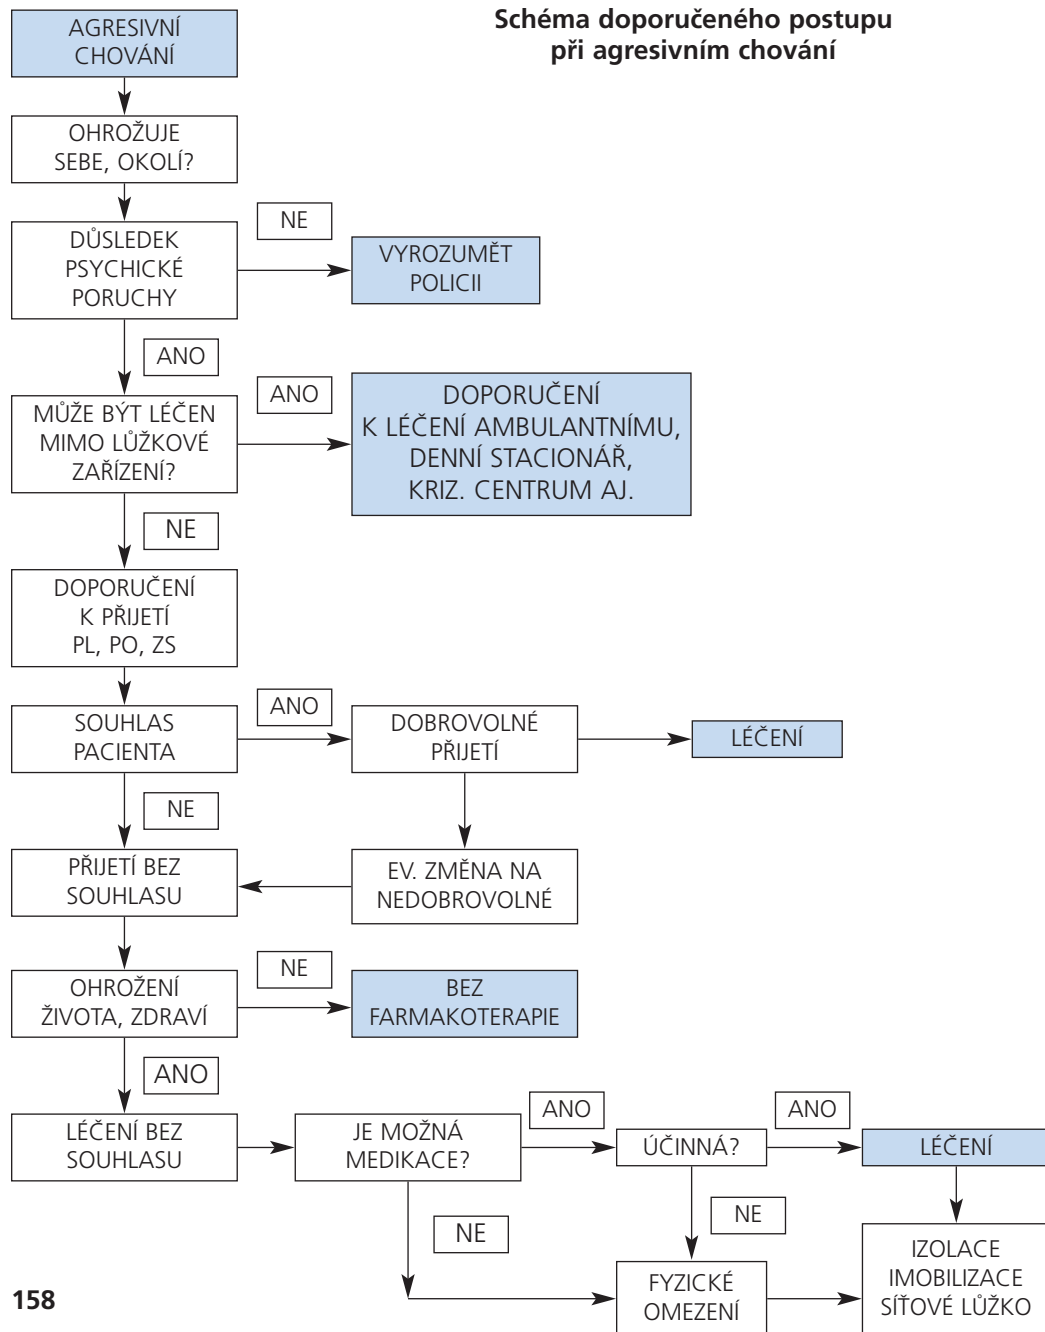 Schéma doporučeného postupu
při agresivním chování
AGRESIVNÍ
CHOVÁNÍ
OHROŽUJE
SEBE, OKOLÍ?
DŮSLEDEK
PSYCHICKÉ
PORUCHY
NE
VYROZUMĚT
POLICII
ANO
MŮŽE BÝT LÉČEN
MIMO LŮŽKOVÉ
ZAŘÍZENÍ?
ANO
DOPORUČENÍ
K LÉČENÍ AMBULANTNÍMU,
DENNÍ STACIONÁŘ,
KRIZ. CENTRUM AJ.
NE
DOPORUČENÍ
K PŘIJETÍ
PL, PO, ZS
SOUHLAS
PACIENTA
ANO
DOBROVOLNÉ
PŘIJETÍ
LÉČENÍ
NE
PŘIJETÍ BEZ
SOUHLASU
EV. ZMĚNA NA
NEDOBROVOLNÉ
OHROŽENÍ
ŽIVOTA, ZDRAVÍ
NE
BEZ
FARMAKOTERAPIE
ANO
LÉČENÍ BEZ
SOUHLASU
JE MOŽNÁ
MEDIKACE?
ANO
ÚČINNÁ?
ANO
LÉČENÍ
NE
NE
FYZICKÉ
OMEZENÍ
IZOLACE
IMOBILIZACE
SÍŤOVÉ LŮŽKO
158